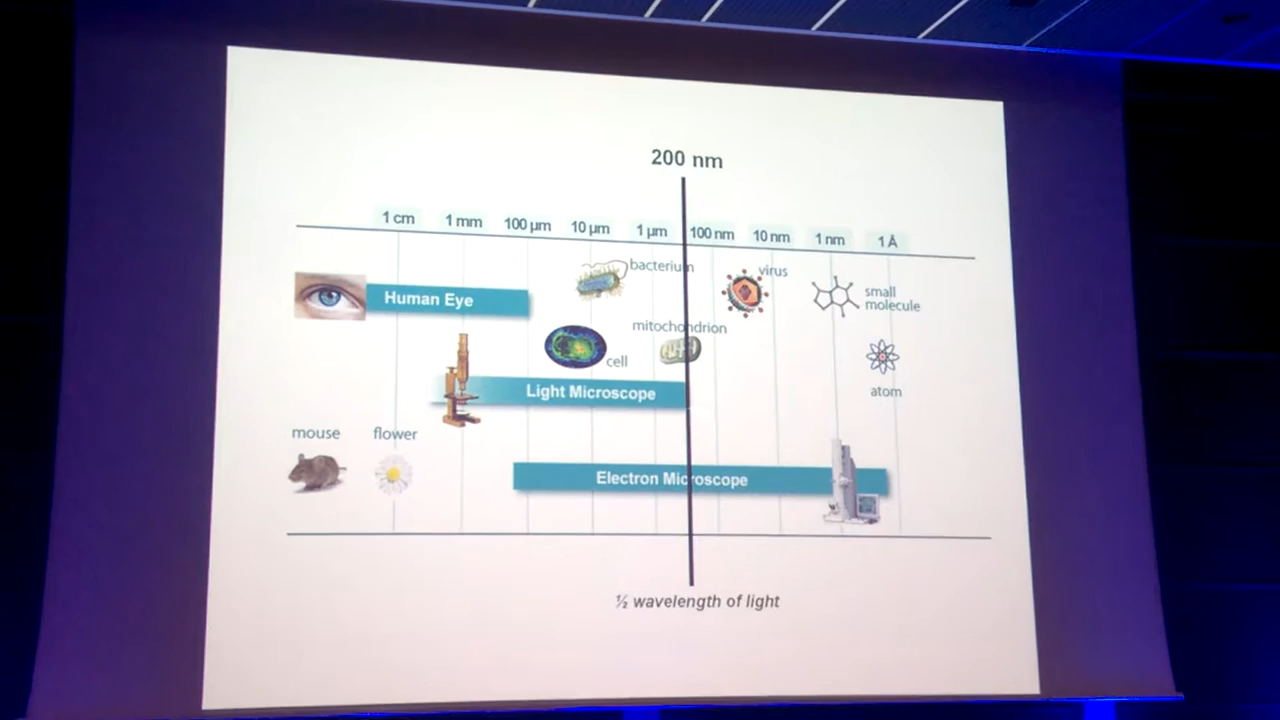 200 nm
1 cm
1 mm
100 µm
10 µm
1 µm
100 nm
10 nm
1 nm
1 Å
bacterium
virus
Human Eye
small
molecule
mitochondrion
cell
Light Microscope
atom
mouse
flower
Electron Microscope
½ wavelength of light